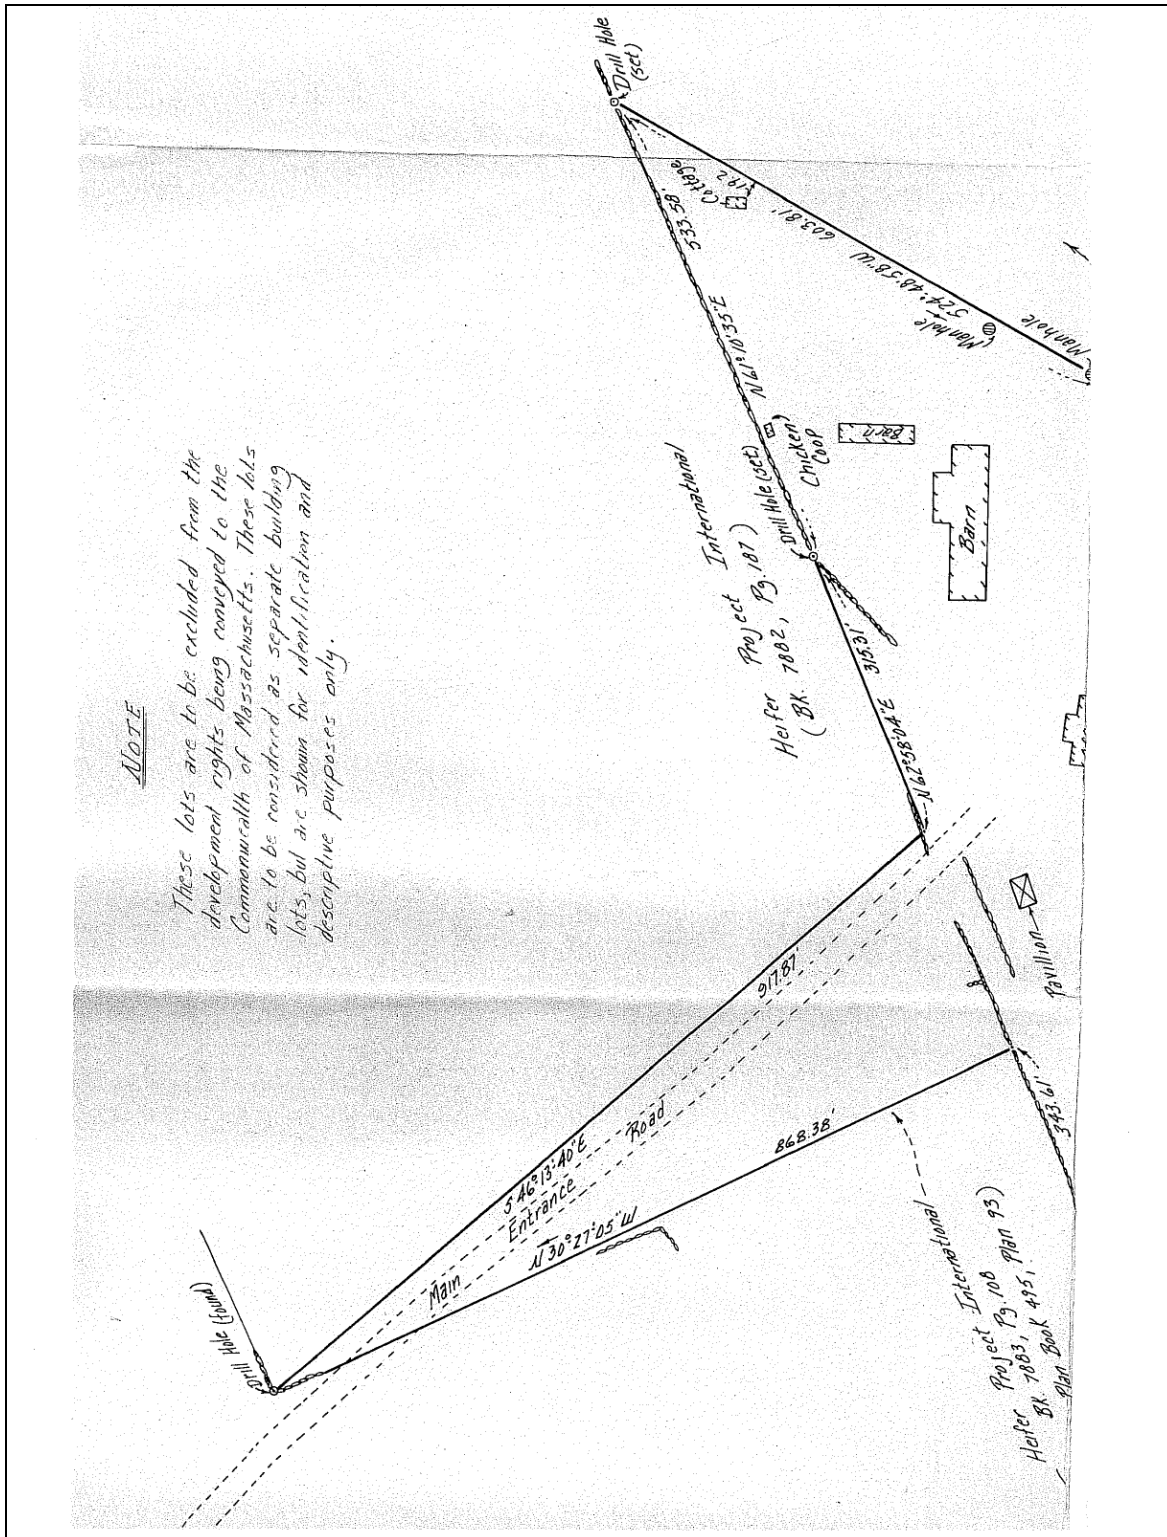 NOTE
These lots are to be excluded from the
development rights being conveyed to the
Commonwealth of Massachusetts. These lots
are to be considered as separate building
lots, but are shown for identification and
descriptive purposes only.
Drill Hole
(set)
533.58'
N61°10'35"E
Cottage
19.2
603.81'
S24°48'58"W
Manhole
Manhole
Chicken
Coop
Drill Hole (set)
Barn
Barn
Heifer Project International
(BK. 7882, Pg. 187)
315.31'
N62°58'04"E
Pavillion
917.87'
S46°13'40"E
Main Entrance Road
N30°27'05"W
868.38'
343.61'
Drill Hole (found)
Heifer Project International
BK. 7883, Pg. 108
Plan Book 495, Plan 93)